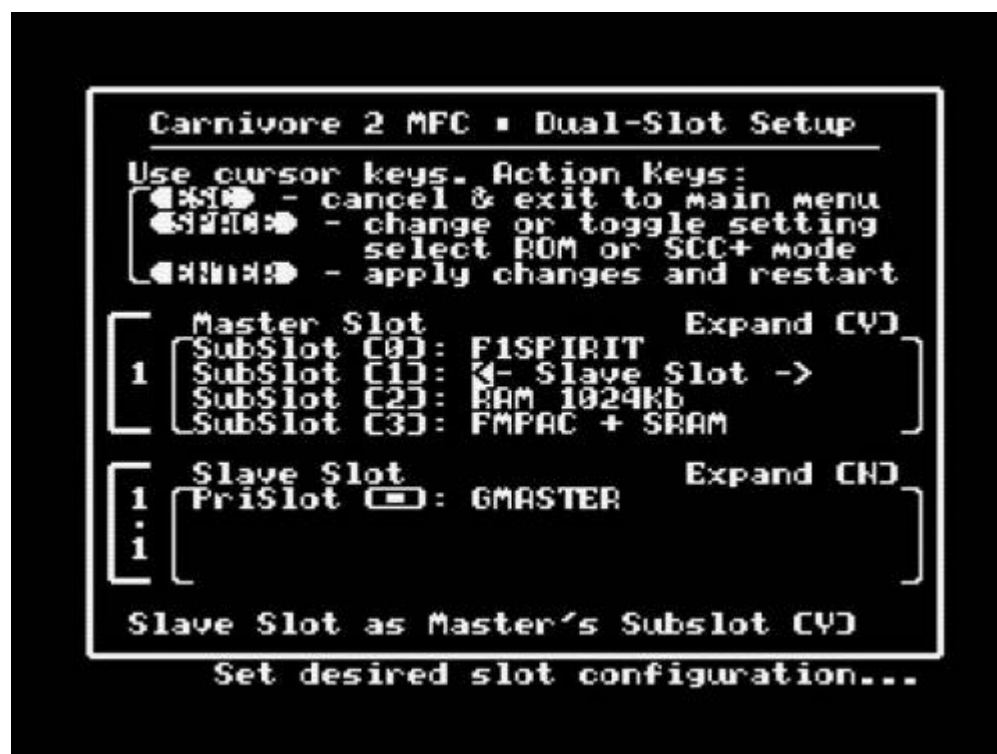 Carnivore 2 MFC ▪ Dual-Slot Setup
Use cursor keys. Action Keys:
ESC - cancel & exit to main menu
SPACE - change or toggle setting
select ROM or SCC+ mode
ENTER - apply changes and restart
Master Slot Expand [Y]
SubSlot [0]: F1SPIRIT
1 SubSlot [1]: <- Slave Slot ->
SubSlot [2]: RAM 1024Kb
SubSlot [3]: FMPAC + SRAM
Slave Slot Expand [N]
1 PriSlot [▪]: GMASTER
.
1
Slave Slot as Master's Subslot [Y]
Set desired slot configuration...